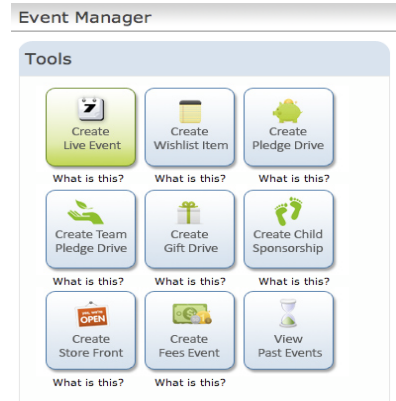 Event Manager
Tools
7
Create
Live Event
Create
Wishlist Item
Create
Pledge Drive
What is this?
What is this?
What is this?
Create Team
Pledge Drive
Create
Gift Drive
Create Child
Sponsorship
What is this?
What is this?
What is this?
OPEN
Create
Store Front
Create
Fees Event
View
Past Events
What is this?
What is this?